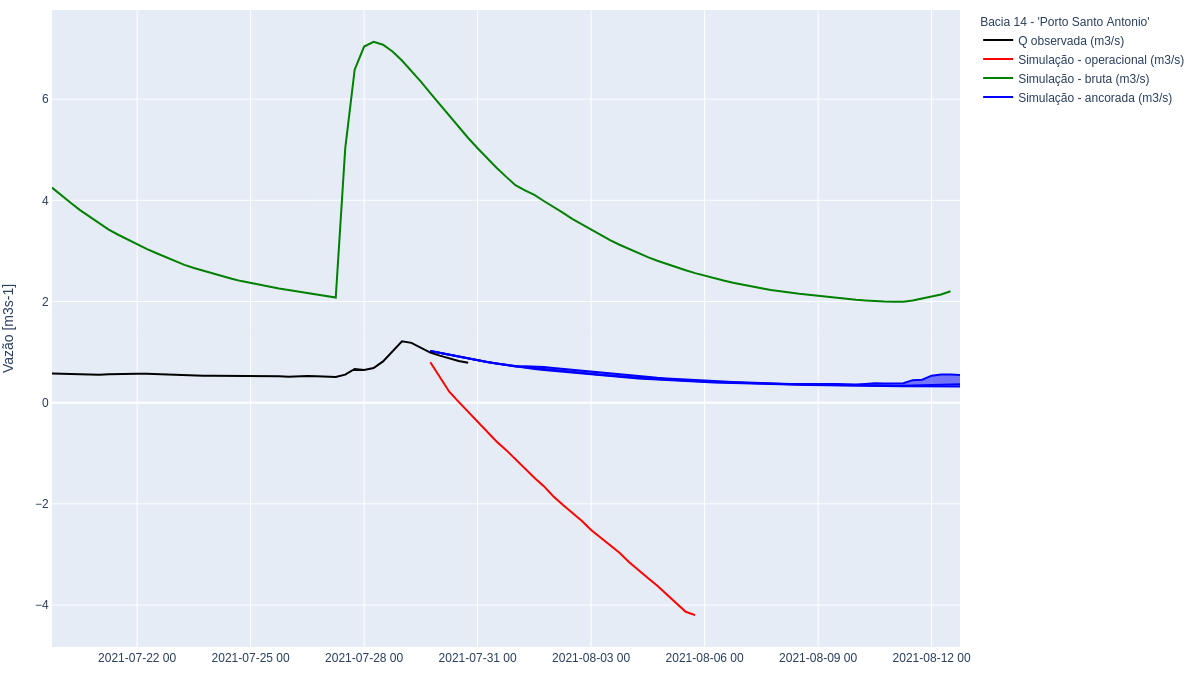 Bacia 14 - 'Porto Santo Antonio'
Q observada (m3/s)
Simulação - operacional (m3/s)
Simulação - bruta (m3/s)
Simulação - ancorada (m3/s)
Vazão [m3s-1]
6
4
2
0
−2
−4
2021-07-22 00
2021-07-25 00
2021-07-28 00
2021-07-31 00
2021-08-03 00
2021-08-06 00
2021-08-09 00
2021-08-12 00